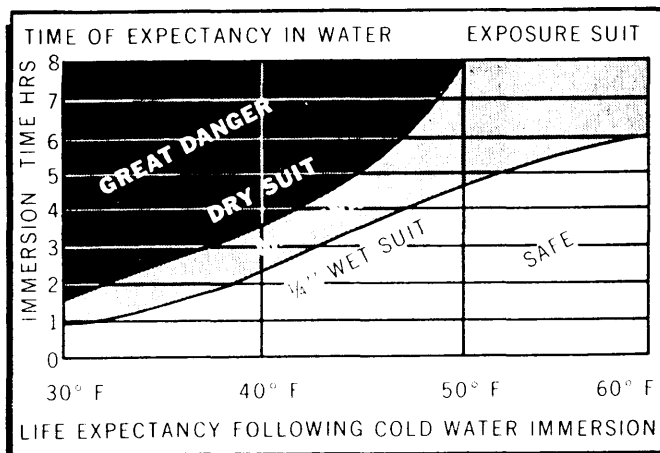 TIME OF EXPECTANCY IN WATER EXPOSURE SUIT
IMMERSION TIME HRS
8
7
6
5
4
3
2
1
0
GREAT DANGER
DRY SUIT
¼" WET SUIT
SAFE
30° F 40° F 50° F 60° F
LIFE EXPECTANCY FOLLOWING COLD WATER IMMERSION